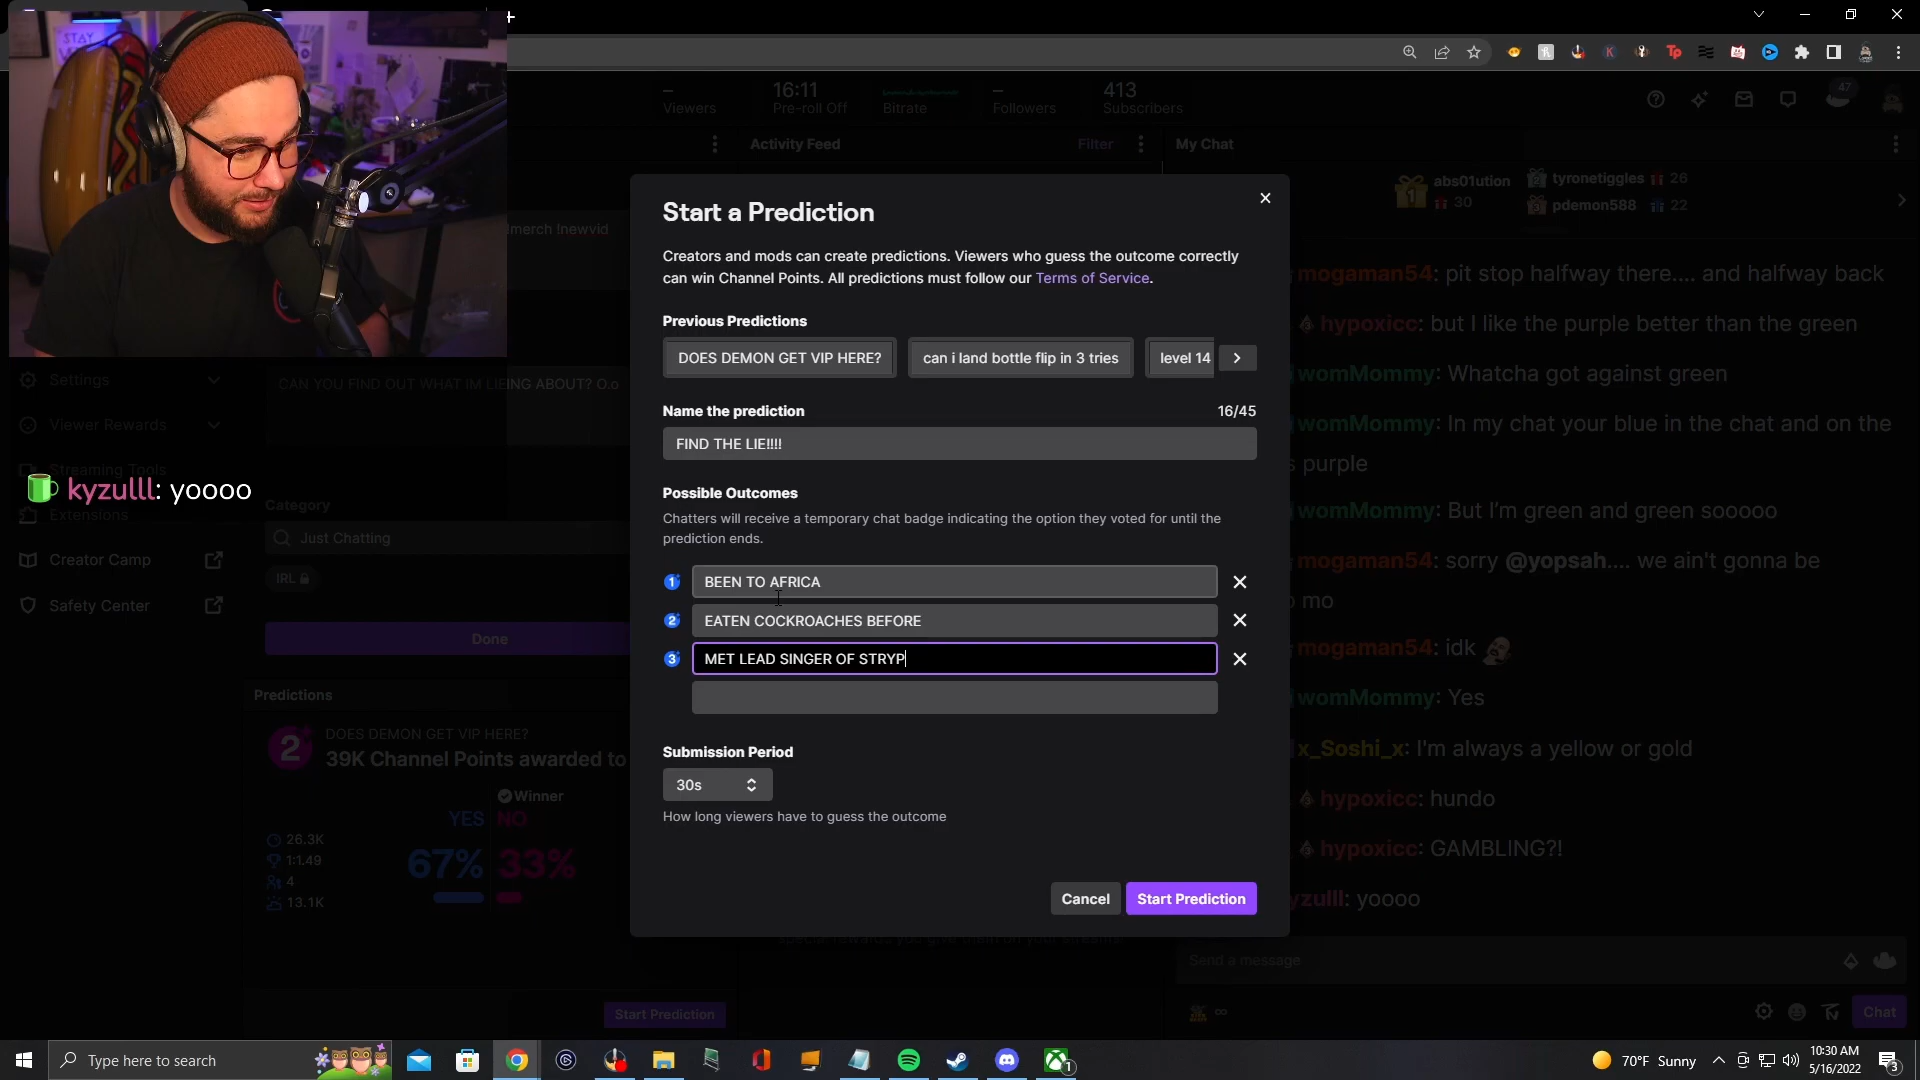 16:11
Pre-roll Off
Viewers
Bitrate
Followers
413
Subscribers
47
Activity Feed
Filter
My Chat
abs01ution
30
tyronetiggles 26
pdemon588 22
!merch !newvid
Start a Prediction
Creators and mods can create predictions. Viewers who guess the outcome correctly
can win Channel Points. All predictions must follow our Terms of Service.
Previous Predictions
DOES DEMON GET VIP HERE?
can i land bottle flip in 3 tries
level 14
Name the prediction
16/45
FIND THE LIE!!!!
Possible Outcomes
Chatters will receive a temporary chat badge indicating the option they voted for until the
prediction ends.
1 BEEN TO AFRICA
2 EATEN COCKROACHES BEFORE
3 MET LEAD SINGER OF STRYP
Submission Period
30s
How long viewers have to guess the outcome
Cancel
Start Prediction
Settings
Viewer Rewards
Streaming Tools
kyzulll: yoooo
Extensions
Creator Camp
Safety Center
CAN YOU FIND OUT WHAT IM LIEING ABOUT? O.o
Category
Just Chatting
IRL
Done
Predictions
2
DOES DEMON GET VIP HERE?
39K Channel Points awarded to
Winner
YES NO
67% 33%
26.3K
1:1.49
4
13.1K
Start Prediction
mogaman54: pit stop halfway there.... and halfway back
hypoxicc: but I like the purple better than the green
womMommy: Whatcha got against green
womMommy: In my chat your blue in the chat and on the
s purple
womMommy: But I'm green and green sooooo
mogaman54: sorry @yopsah.... we ain't gonna be
mo
mogaman54: idk
womMommy: Yes
x_Soshi_x: I'm always a yellow or gold
hypoxicc: hundo
hypoxicc: GAMBLING?!
yzulll: yoooo
Send a message
Chat
Type here to search
70°F Sunny
10:30 AM
5/16/2022
3